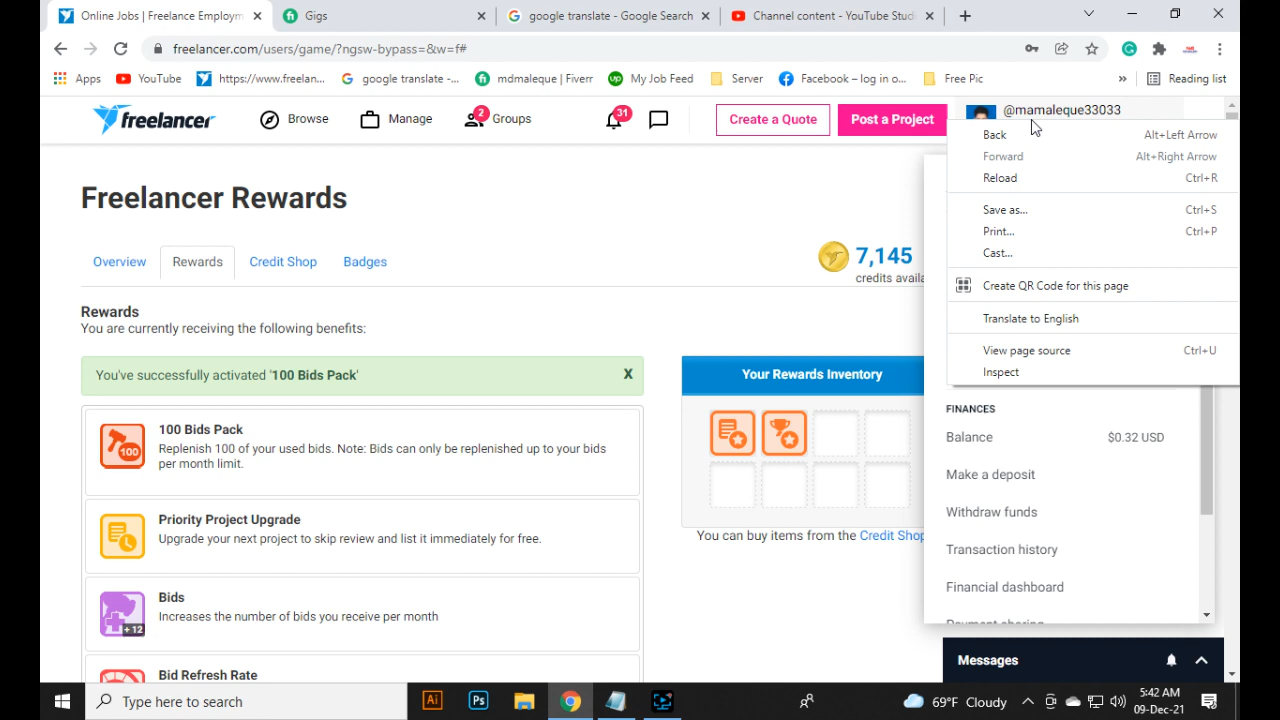 Online Jobs | Freelance Employm
Gigs
google translate - Google Search
Channel content - YouTube Stud
freelancer.com/users/game/?ngsw-bypass=&w=f#
Apps
YouTube
https://www.freelan...
google translate -...
mdmaleque | Fiverr
My Job Feed
Server
Facebook – log in o...
Free Pic
»
Reading list
freelancer
Browse
Manage
2
Groups
31
Create a Quote
Post a Project
@mamaleque33033
Back Alt+Left Arrow
Forward Alt+Right Arrow
Reload Ctrl+R
Save as... Ctrl+S
Print... Ctrl+P
Cast...
Create QR Code for this page
Translate to English
View page source Ctrl+U
Inspect
Freelancer Rewards
Overview
Rewards
Credit Shop
Badges
7,145
credits availa
Rewards
You are currently receiving the following benefits:
You've successfully activated '100 Bids Pack'
X
100
100 Bids Pack
Replenish 100 of your used bids. Note: Bids can only be replenished up to your bids
per month limit.
Priority Project Upgrade
Upgrade your next project to skip review and list it immediately for free.
+12
Bids
Increases the number of bids you receive per month
Bid Refresh Rate
Your Rewards Inventory
You can buy items from the Credit Shop
FINANCES
Balance $0.32 USD
Make a deposit
Withdraw funds
Transaction history
Financial dashboard
Payment sharing
Messages
Type here to search
Ai
Ps
69°F Cloudy
5:42 AM
09-Dec-21